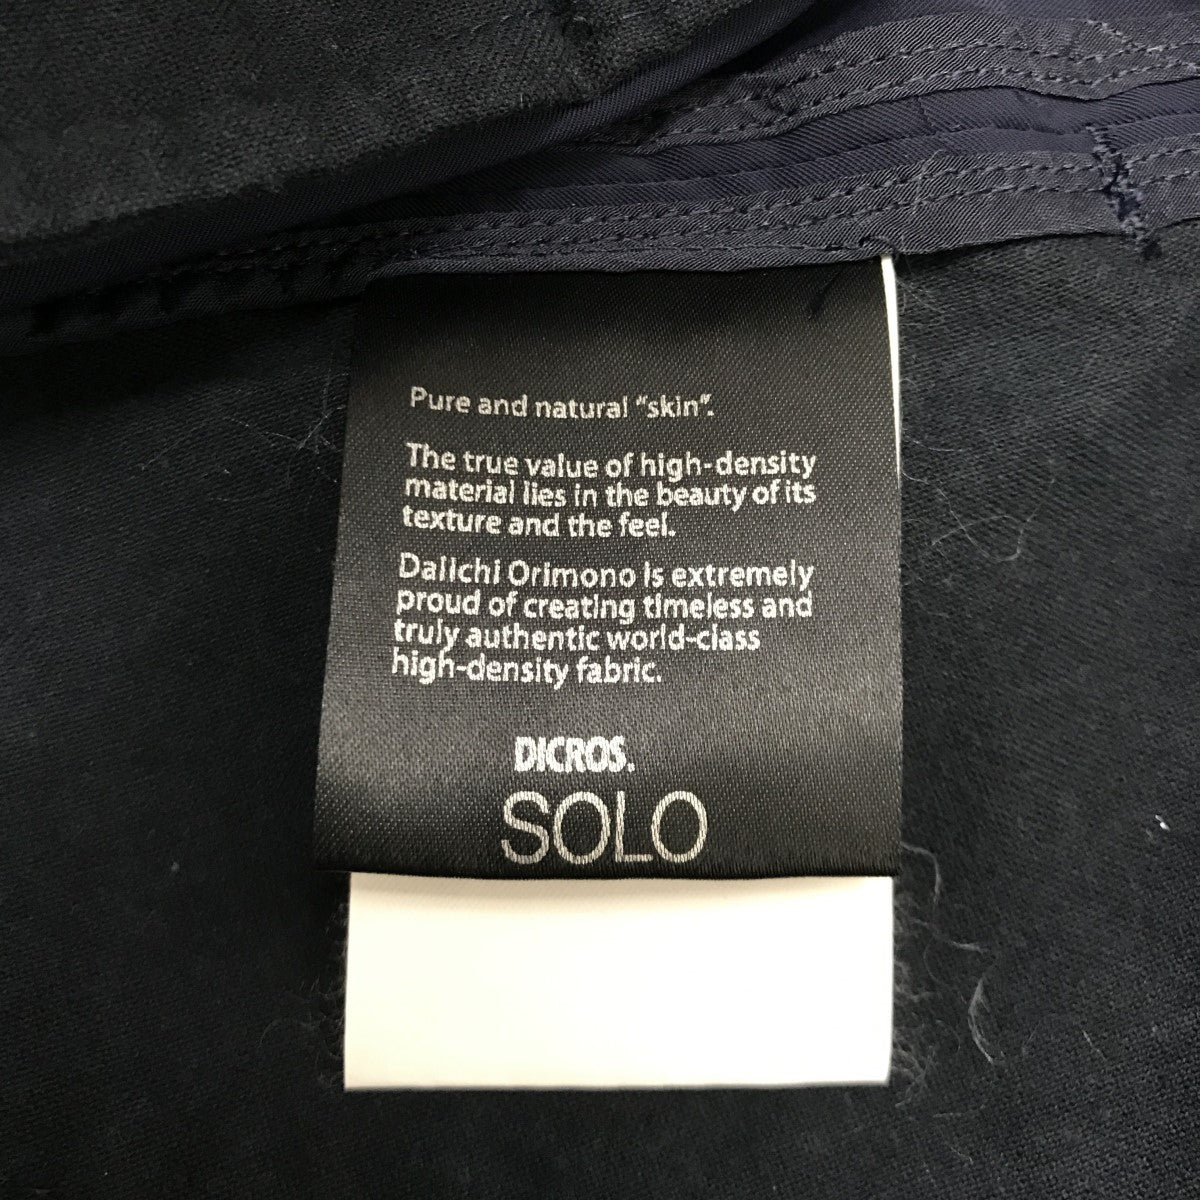 Pure and natural "skin".
The true value of high-density
material lies in the beauty of its
texture and the feel.
Daiichi Orimono is extremely
proud of creating timeless and
truly authentic world-class
high-density fabric.
DICROS.
SOLO